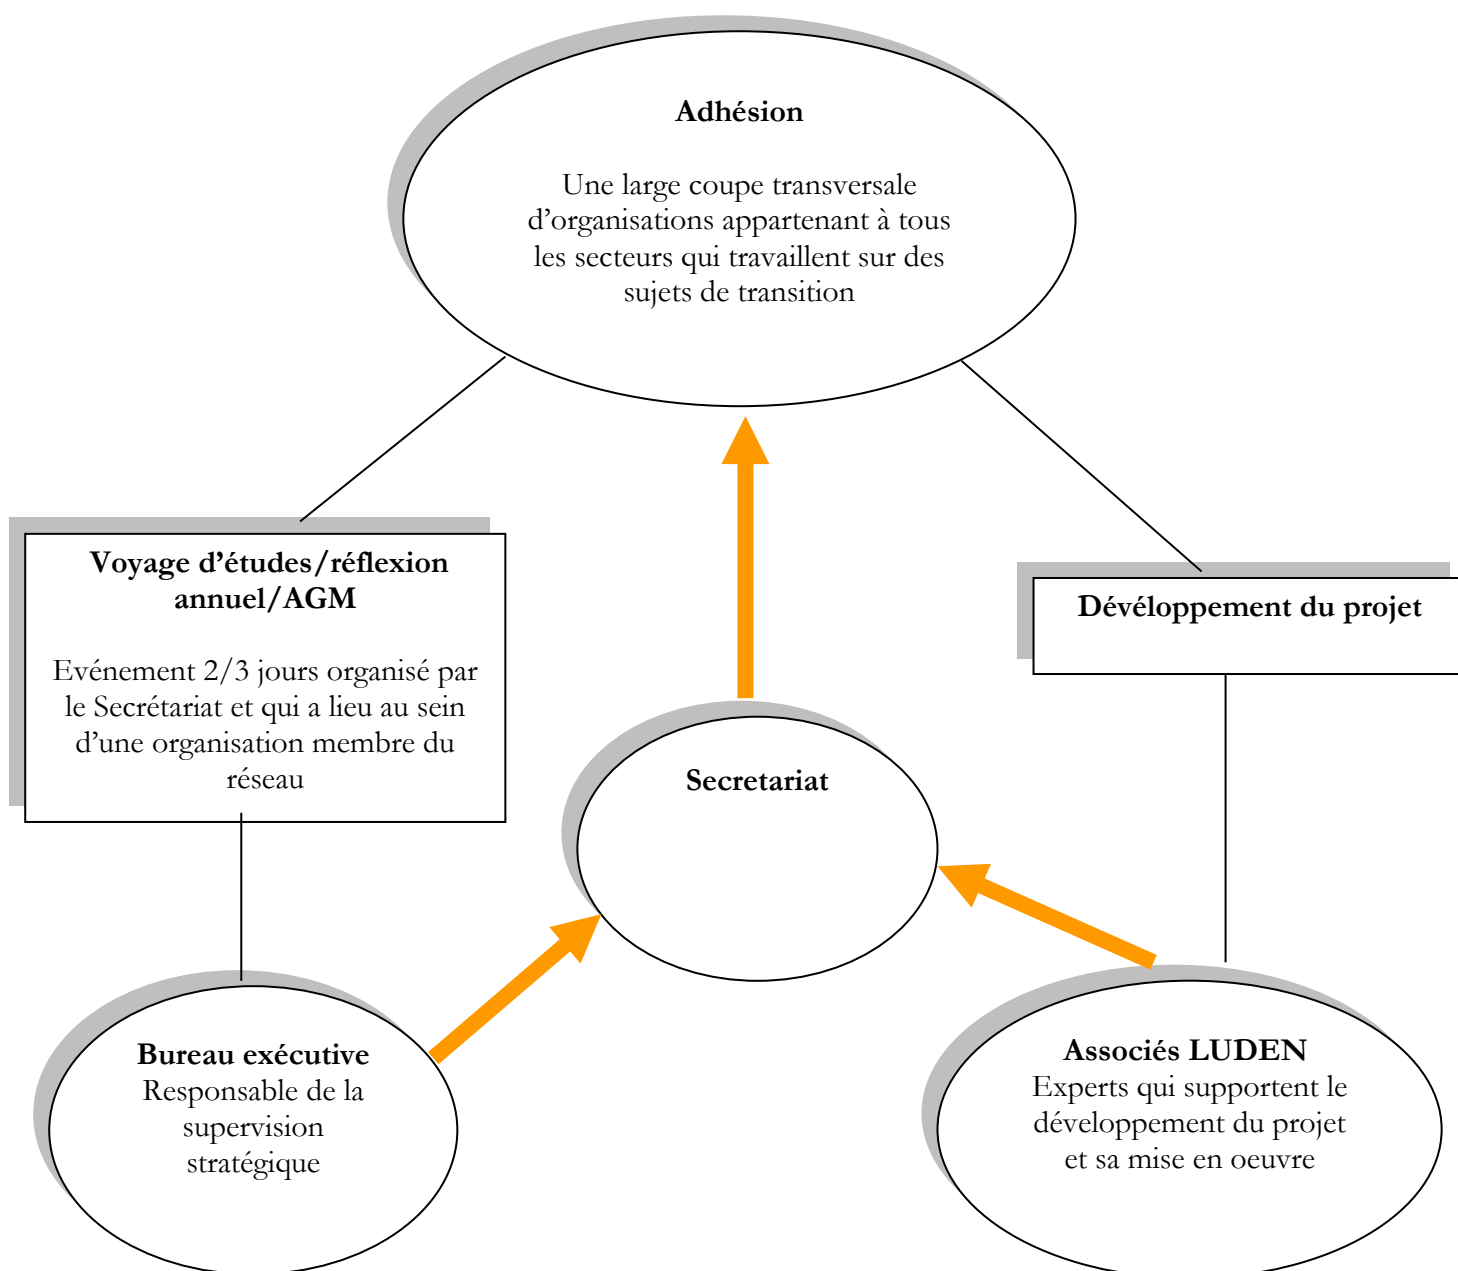 Adhésion
Une large coupe transversale
d’organisations appartenant à tous
les secteurs qui travaillent sur des
sujets de transition
Voyage d’études/réflexion
annuel/AGM
Evénement 2/3 jours organisé par
le Secrétariat et qui a lieu au sein
d’une organisation membre du
réseau
Dévéloppement du projet
Secretariat
Bureau exécutive
Responsable de la
supervision
stratégique
Associés LUDEN
Experts qui supportent le
développement du projet
et sa mise en oeuvre